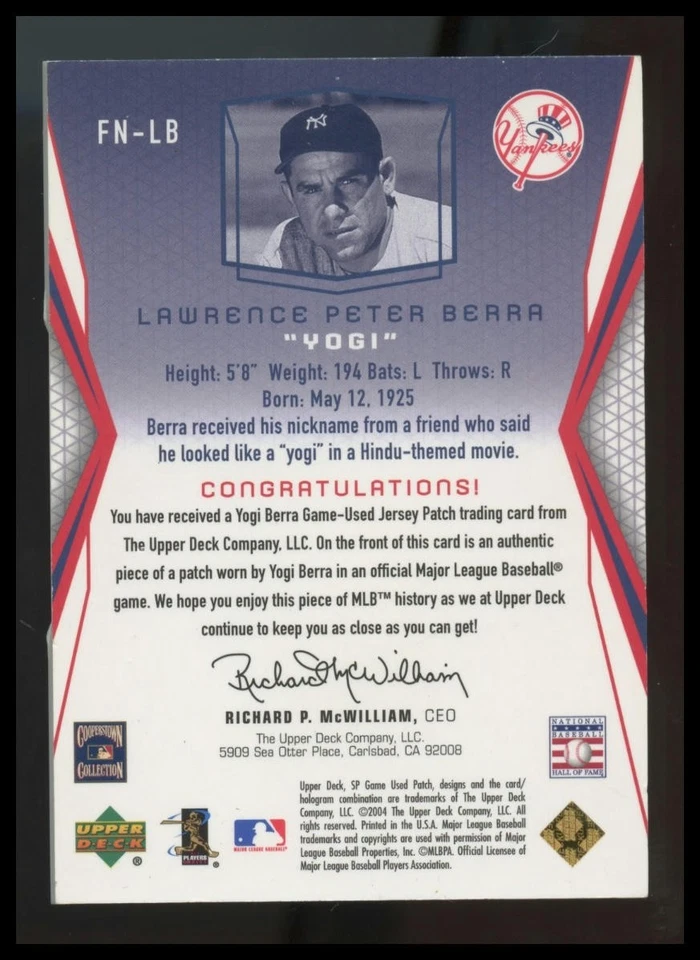 FN-LB
NY
Yankees®
LAWRENCE PETER BERRA
"YOGI"
Height: 5'8" Weight: 194 Bats: L Throws: R
Born: May 12, 1925
Berra received his nickname from a friend who said
he looked like a "yogi" in a Hindu-themed movie.
CONGRATULATIONS!
You have received a Yogi Berra Game-Used Jersey Patch trading card from
The Upper Deck Company, LLC. On the front of this card is an authentic
piece of a patch worn by Yogi Berra in an official Major League Baseball®
game. We hope you enjoy this piece of MLB™ history as we at Upper Deck
continue to keep you as close as you can get!
Richard McWilliam
RICHARD P. McWILLIAM, CEO
The Upper Deck Company, LLC.
5909 Sea Otter Place, Carlsbad, CA 92008
COOPERSTOWN
COLLECTION
NATIONAL
BASEBALL
HALL OF FAME
UPPER
DECK
®
PLAYERS
®
MAJOR LEAGUE BASEBALL
Upper Deck, SP Game Used Patch, designs and the card/
hologram combination are trademarks of The Upper Deck
Company, LLC. ©2004 The Upper Deck Company, LLC. All
rights reserved. Printed in the U.S.A. Major League Baseball
trademarks and copyrights are used with permission of Major
League Baseball Properties, Inc. ©MLBPA. Official Licensee of
Major League Baseball Players Association.